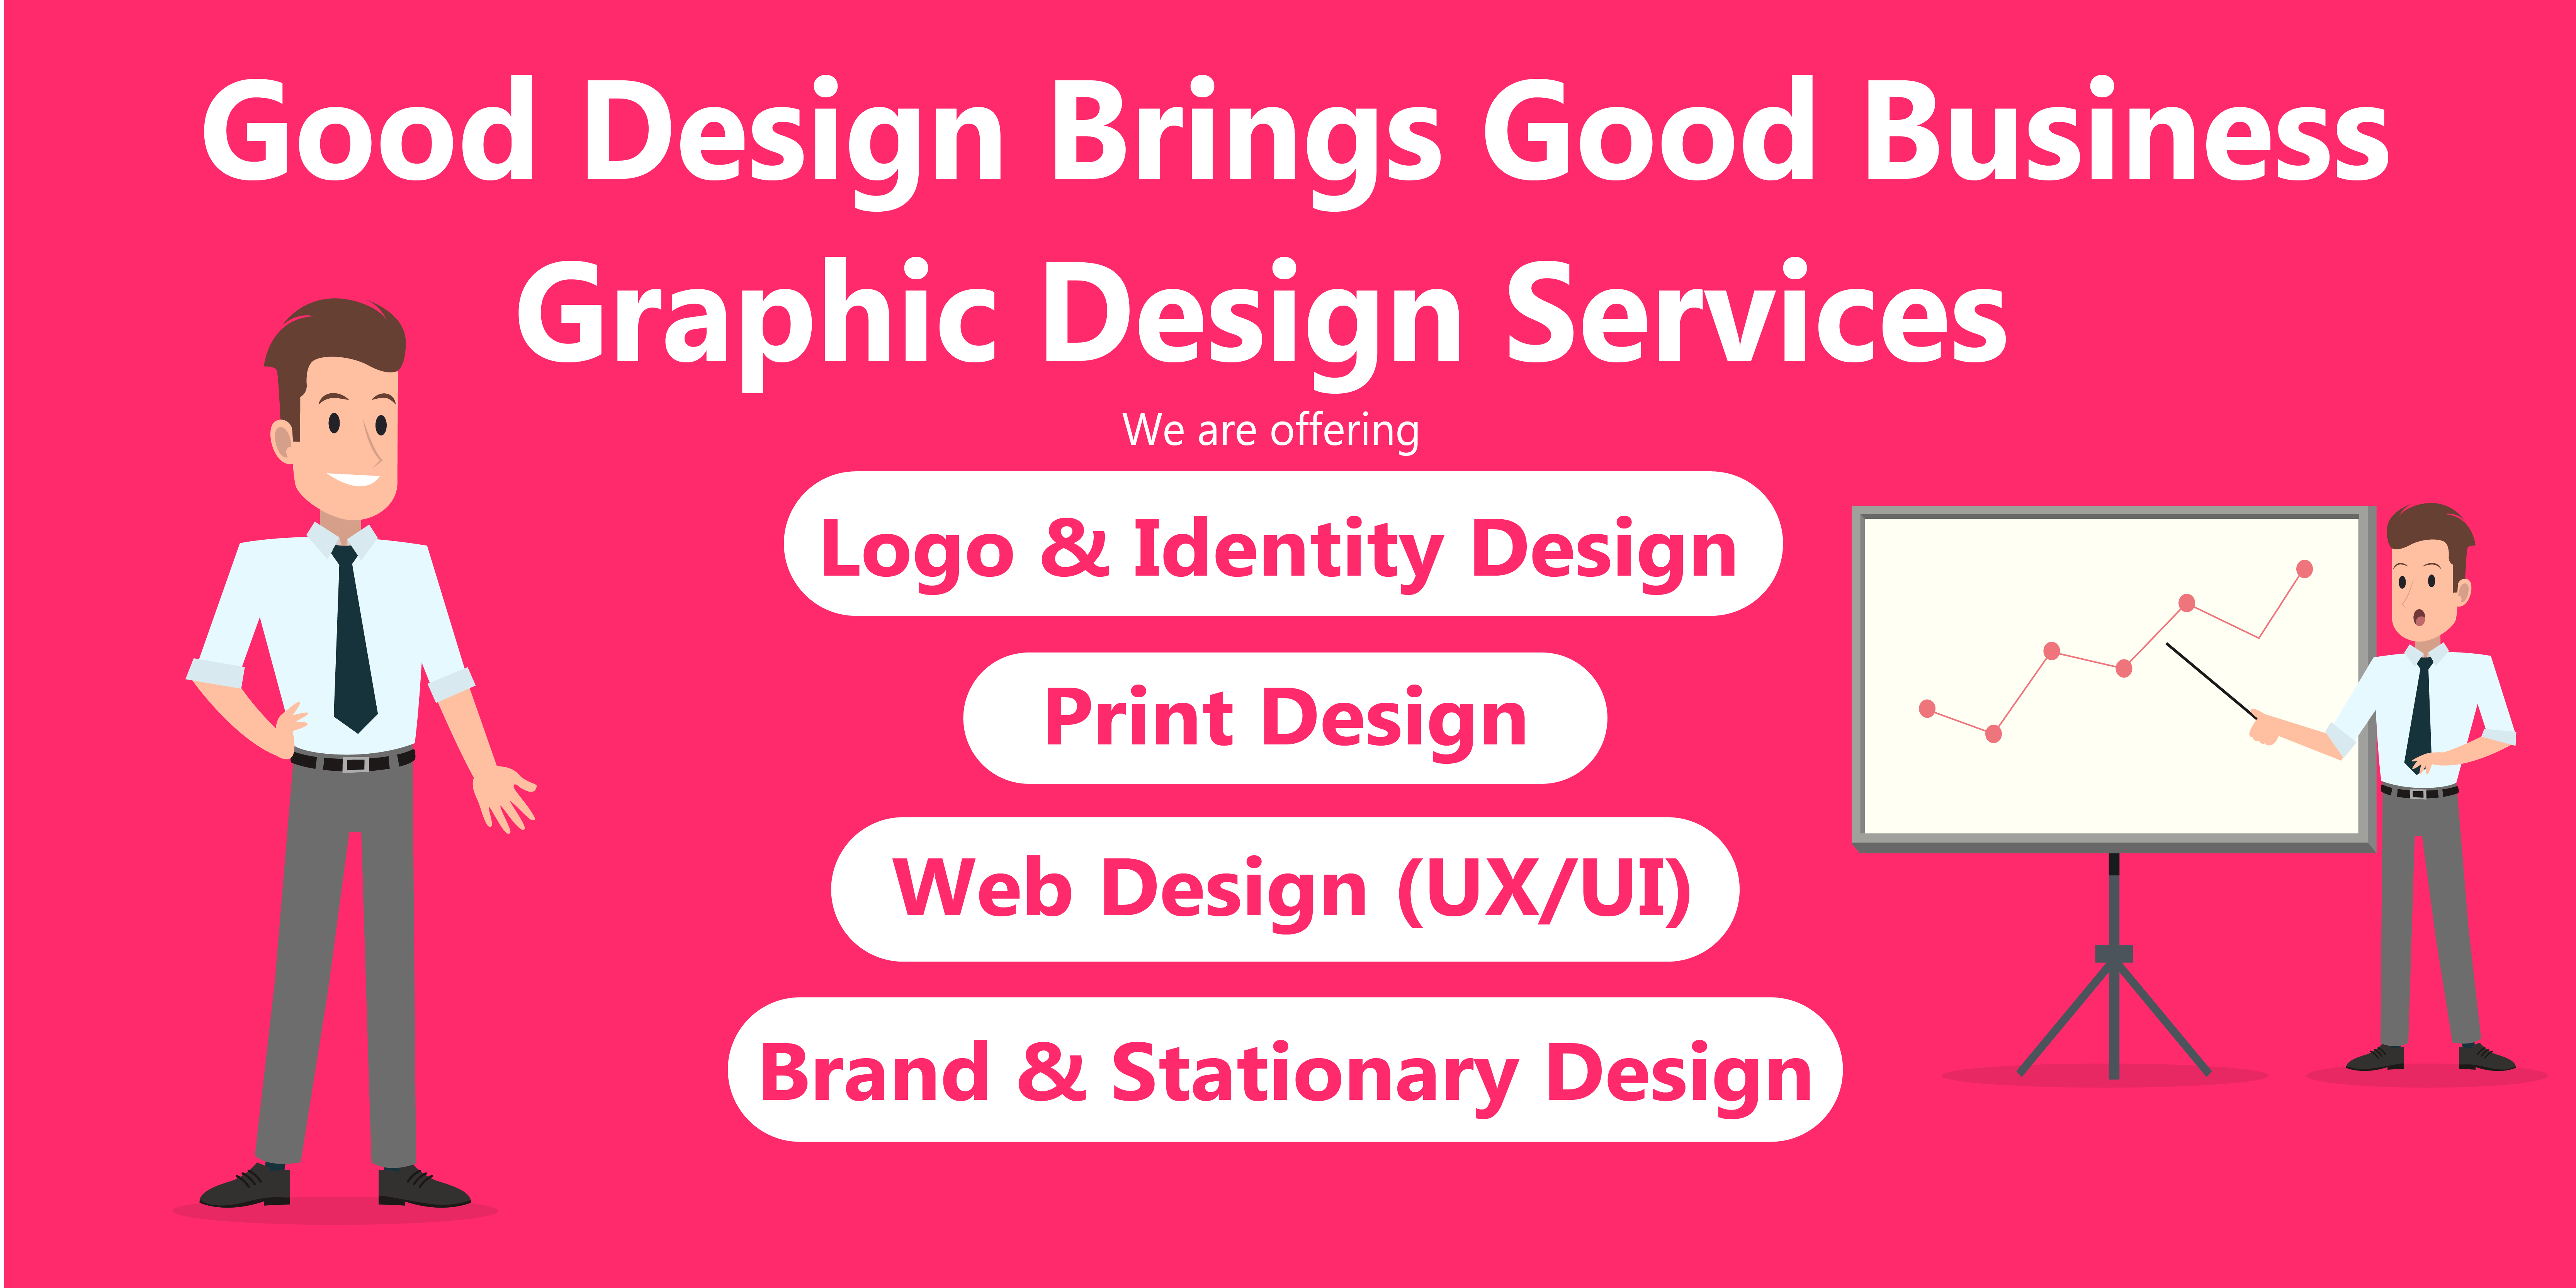 Good Design Brings Good Business
Graphic Design Services
We are offering
Logo & Identity Design
Print Design
Web Design (UX/UI)
Brand & Stationary Design